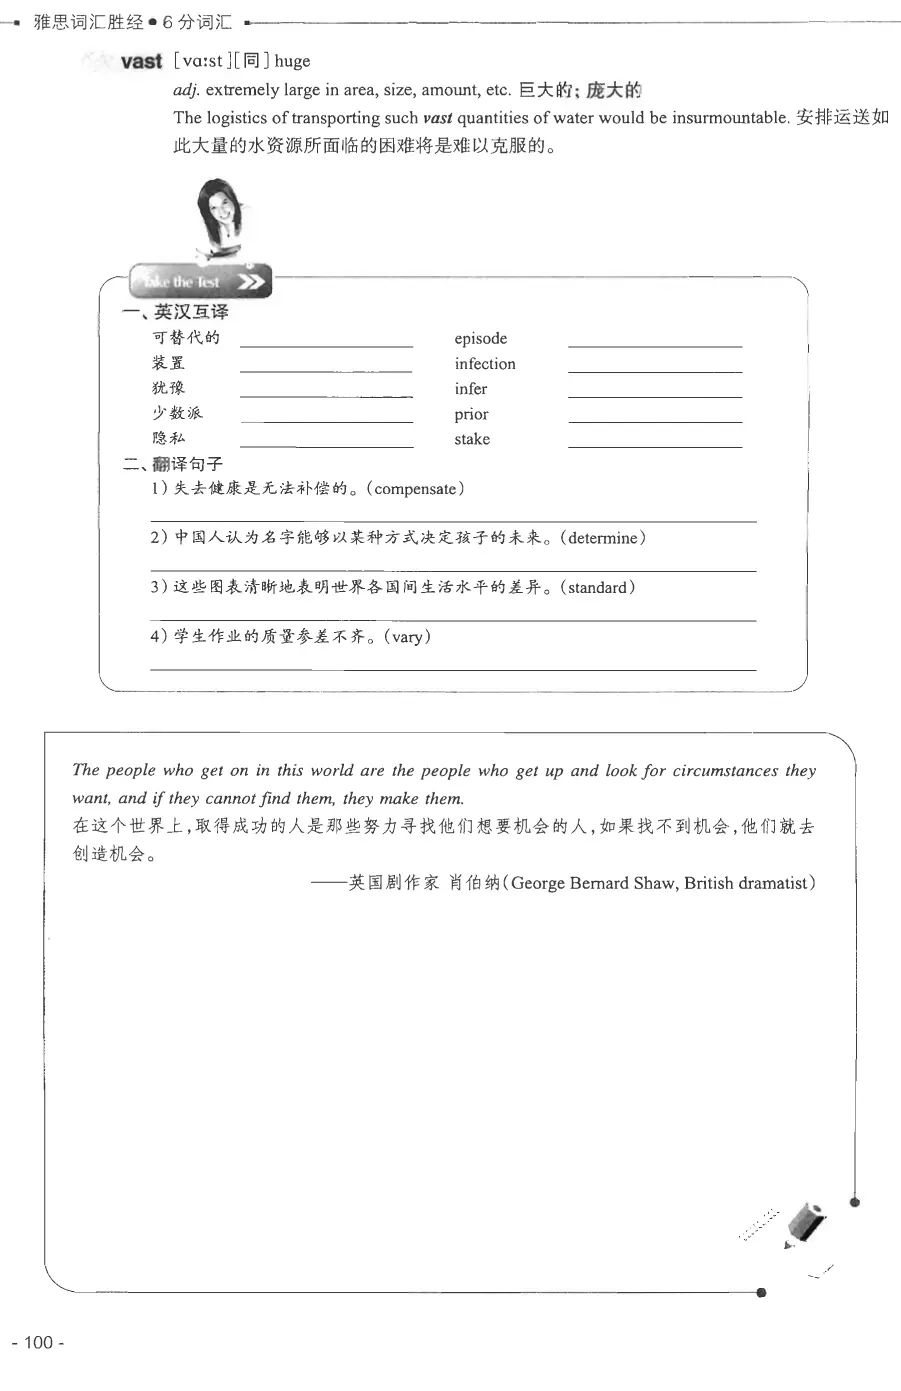 雅思词汇胜经●6分词汇
vast [vɑːst][同] huge
adj. extremely large in area, size, amount, etc. 巨大的; 庞大的
The logistics of transporting such vast quantities of water would be insurmountable. 安排运送如
此大量的水资源所面临的困难将是难以克服的。
Take the Test
一、英汉互译
可替代的 episode
装置 infection
犹豫 infer
少数派 prior
隐私 stake
二、翻译句子
1) 失去健康是无法补偿的。(compensate)
2) 中国人认为名字能够以某种方式决定孩子的未来。(determine)
3) 这些图表清晰地表明世界各国间生活水平的差异。(standard)
4) 学生作业的质量参差不齐。(vary)
The people who get on in this world are the people who get up and look for circumstances they
want, and if they cannot find them, they make them.
在这个世界上,取得成功的人是那些努力寻找他们想要机会的人,如果找不到机会,他们就去
创造机会。
——英国剧作家 肖伯纳(George Bernard Shaw, British dramatist)
- 100 -